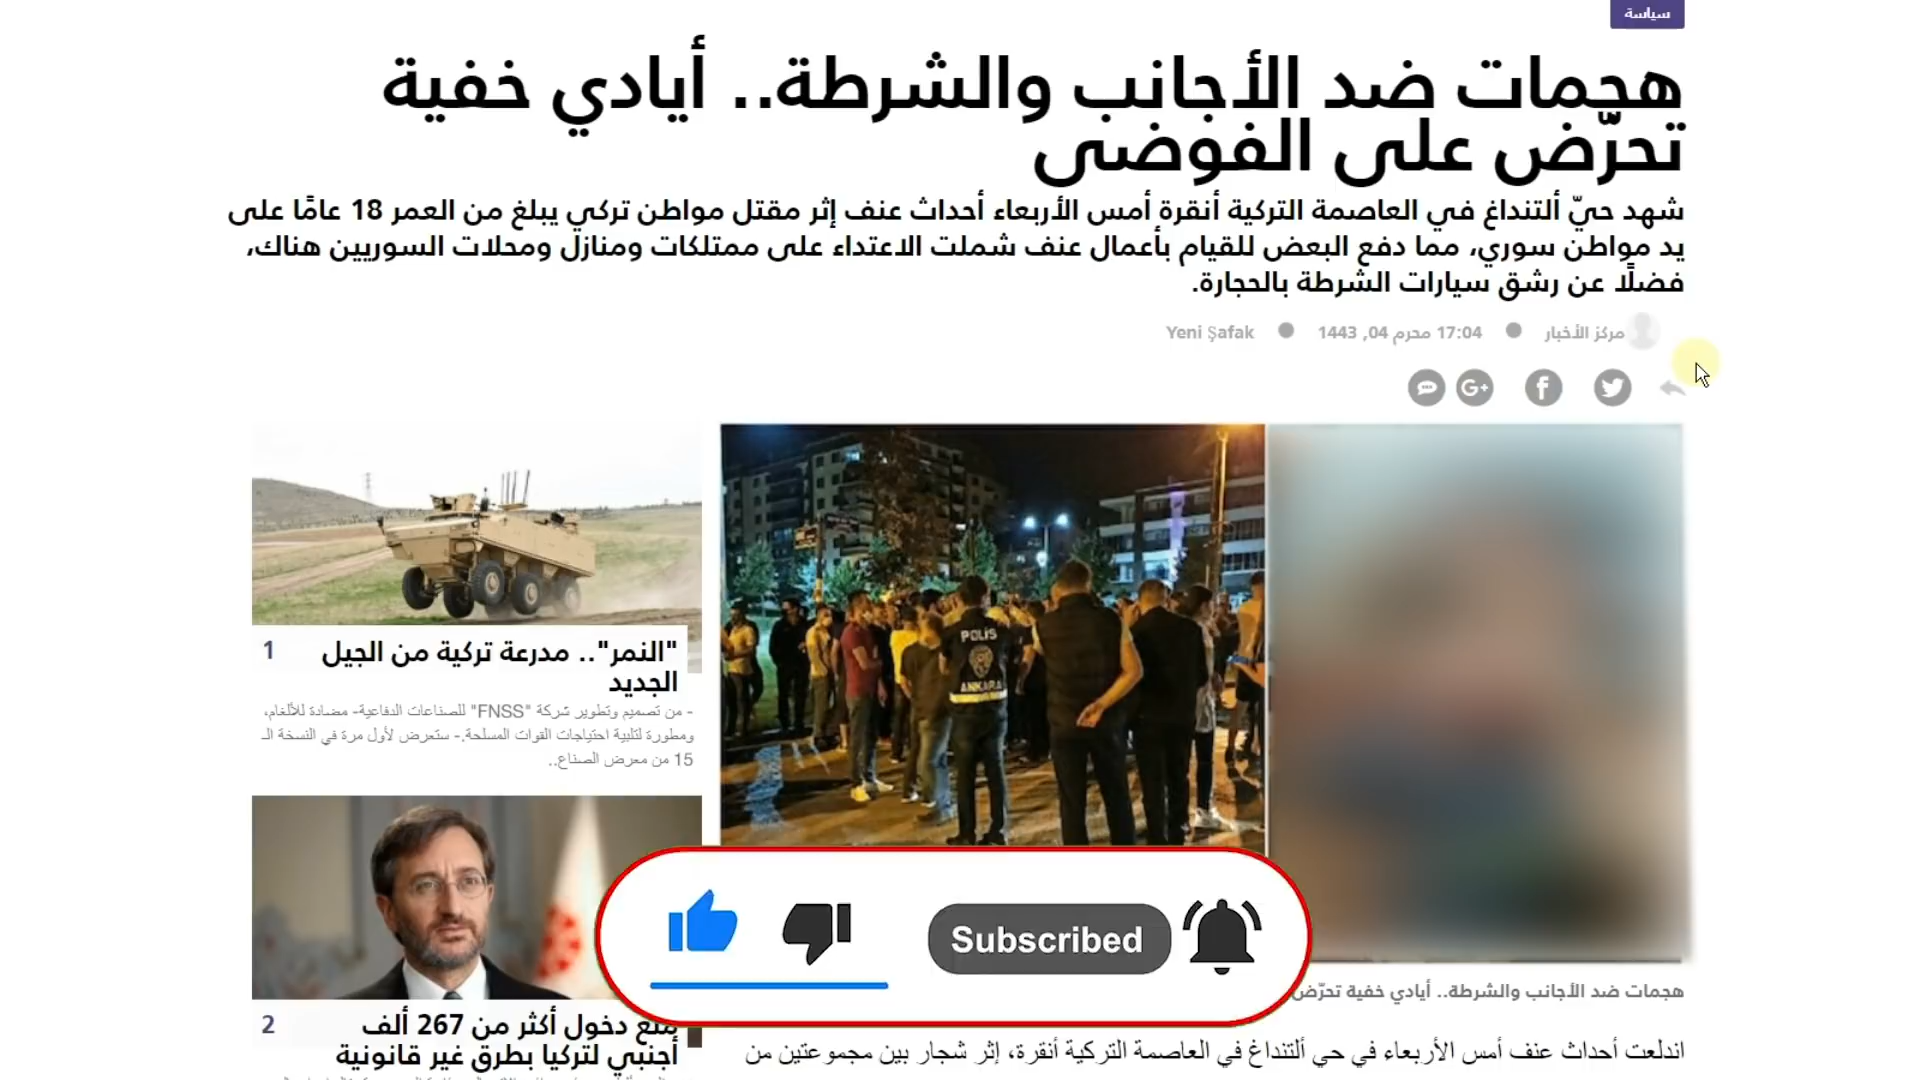 سياسة
هجمات ضد الأجانب والشرطة.. أيادي خفية
تحرّض على الفوضى
شهد حيّ ألتنداغ في العاصمة التركية أنقرة أمس الأربعاء أحداث عنف إثر مقتل مواطن تركي يبلغ من العمر 18 عامًا على
يد مواطن سوري، مما دفع البعض للقيام بأعمال عنف شملت الاعتداء على ممتلكات ومنازل ومحلات السوريين هناك،
فضلًا عن رشق سيارات الشرطة بالحجارة.
مركز الأخبار ● 17:04 محرم 04, 1443 ● Yeni Şafak
POLİS
ANKARA
1
"النمر".. مدرعة تركية من الجيل
الجديد
- من تصميم وتطوير شركة "FNSS" للصناعات الدفاعية- مضادة للألغام،
ومطورة لتلبية احتياجات القوات المسلحة.- ستعرض لأول مرة في النسخة الـ
15 من معرض الصناع..
Subscribed
هجمات ضد الأجانب والشرطة.. أيادي خفية تحرّض
2
منع دخول أكثر من 267 ألف
أجنبي لتركيا بطرق غير قانونية
اندلعت أحداث عنف أمس الأربعاء في حي ألتنداغ في العاصمة التركية أنقرة، إثر شجار بين مجموعتين من